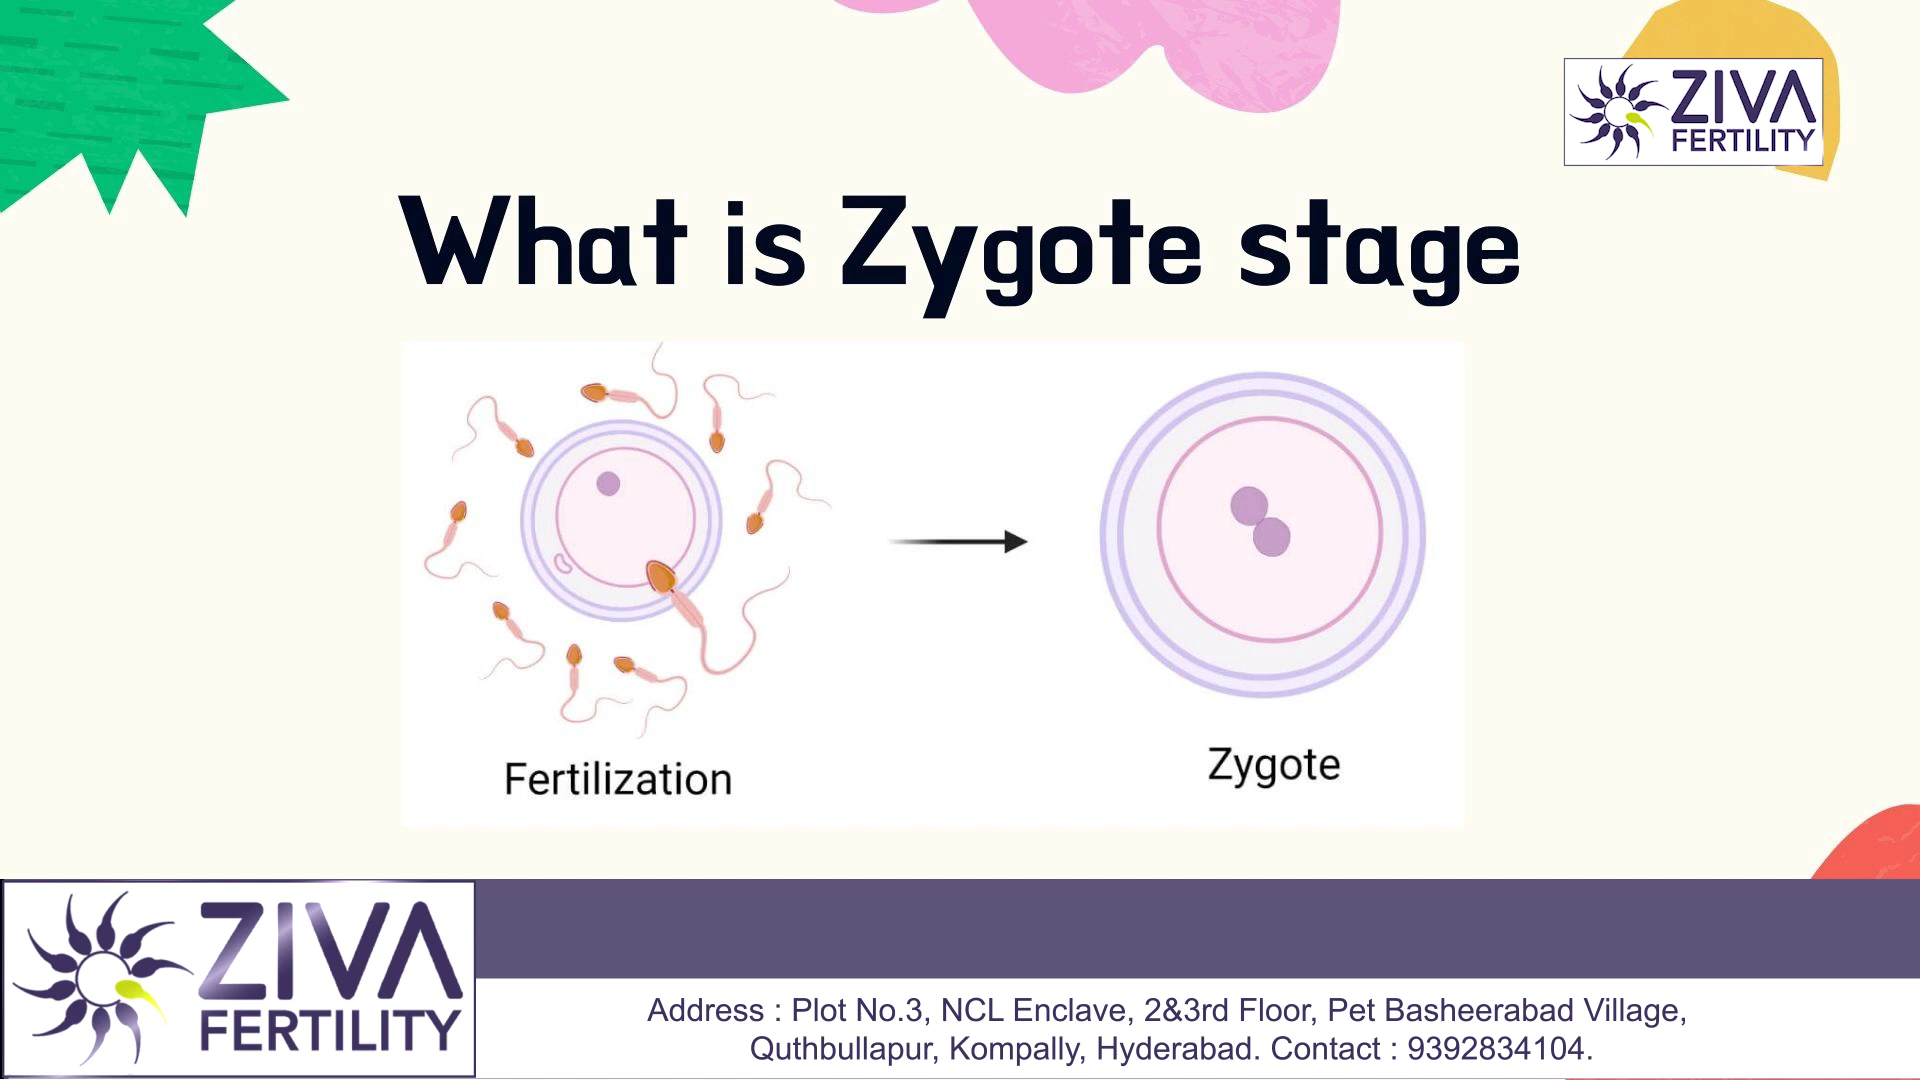 ZIVA
FERTILITY
What is Zygote stage
Fertilization
Zygote
ZIVA
FERTILITY
Address : Plot No.3, NCL Enclave, 2&3rd Floor, Pet Basheerabad Village,
Quthbullapur, Kompally, Hyderabad. Contact : 9392834104.